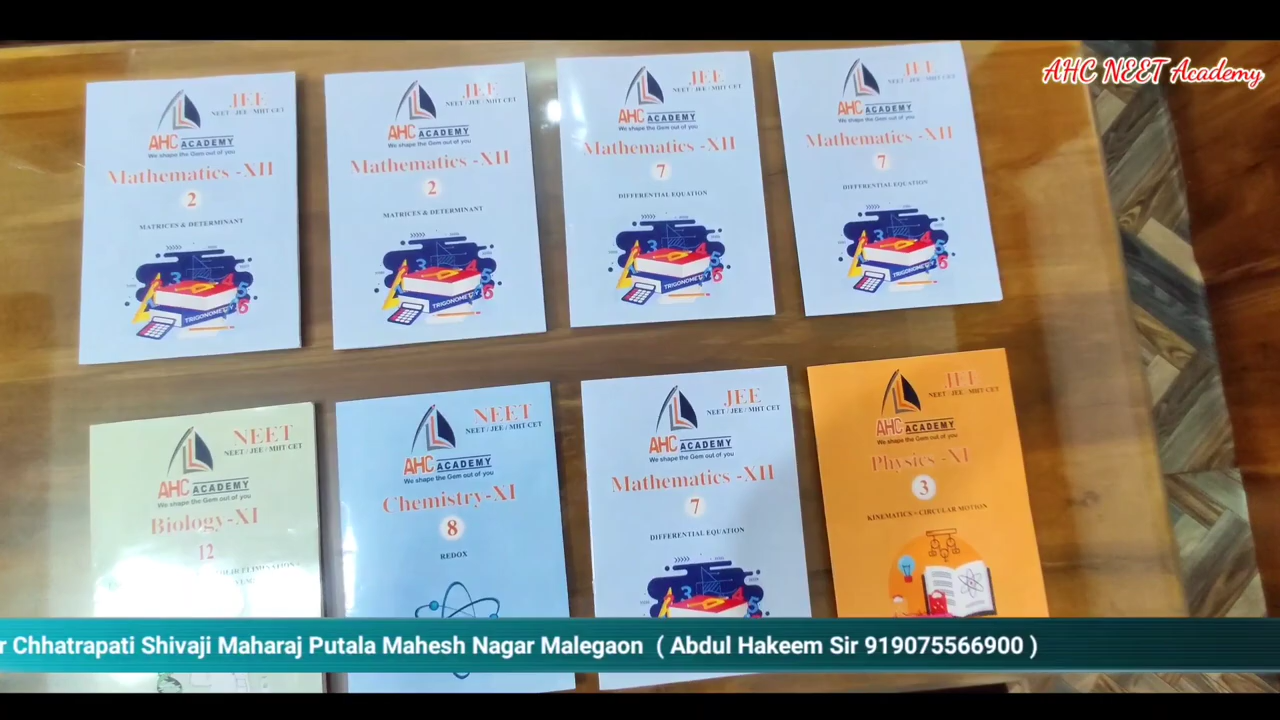 AHC NEET Academy
JEE
NEET / JEE / MHT CET
AHC ACADEMY
We shape the Gem out of you
Mathematics -XII
2
MATRICES & DETERMINANT
TRIGONOMETRY
JEE
NEET / JEE / MHT CET
AHC ACADEMY
We shape the Gem out of you
Mathematics -XII
2
MATRICES & DETERMINANT
TRIGONOMETRY
JEE
NEET / JEE / MHT CET
AHC ACADEMY
We shape the Gem out of you
Mathematics -XII
7
DIFFERENTIAL EQUATION
TRIGONOMETRY
JEE
NEET / JEE / MHT CET
AHC ACADEMY
We shape the Gem out of you
Mathematics -XII
7
DIEFFRENTIAL EQUATION
TRIGONOMETRY
NEET
NEET / JEE / MHT CET
AHC ACADEMY
We shape the Gem out of you
Biology-XI
12
NEET
NEET / JEE / MHT CET
AHC ACADEMY
We shape the Gem out of you
Chemistry-XI
8
REDOX
JEE
NEET / JEE / MHT CET
AHC ACADEMY
We shape the Gem out of you
Mathematics -XII
7
DIFFERENTIAL EQUATION
JEE
NEET / JEE / MHT CET
AHC ACADEMY
We shape the Gem out of you
Physics -XI
3
KINEMATICS - CIRCULAR MOTION
Chhatrapati Shivaji Maharaj Putala Mahesh Nagar Malegaon ( Abdul Hakeem Sir 919075566900 )